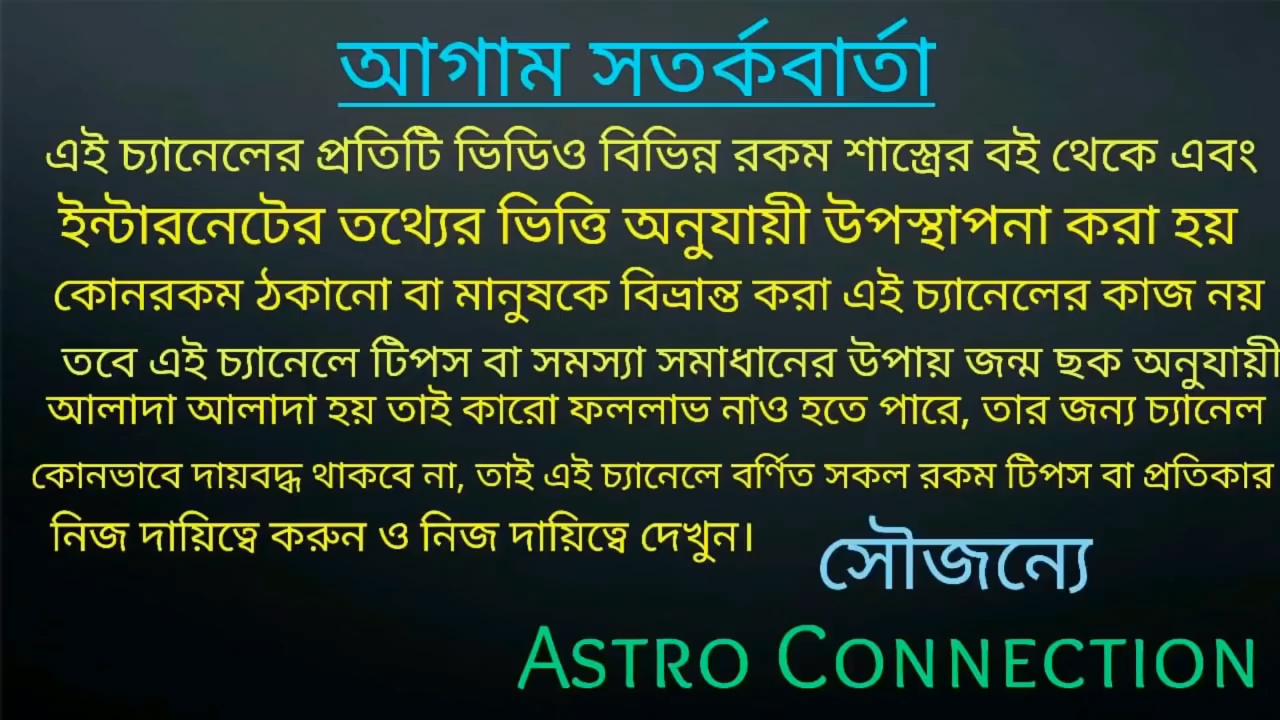 আগাম সতর্কবার্তা
এই চ্যানেলের প্রতিটি ভিডিও বিভিন্ন রকম শাস্ত্রের বই থেকে এবং
ইন্টারনেটের তথ্যের ভিত্তি অনুযায়ী উপস্থাপনা করা হয়
কোনরকম ঠকানো বা মানুষকে বিভ্রান্ত করা এই চ্যানেলের কাজ নয়
তবে এই চ্যানেলে টিপস বা সমস্যা সমাধানের উপায় জন্ম ছক অনুযায়ী
আলাদা আলাদা হয় তাই কারো ফললাভ নাও হতে পারে, তার জন্য চ্যানেল
কোনভাবে দায়বদ্ধ থাকবে না, তাই এই চ্যানেলে বর্ণিত সকল রকম টিপস বা প্রতিকার
নিজ দায়িত্বে করুন ও নিজ দায়িত্বে দেখুন।
সৌজন্যে
ASTRO CONNECTION